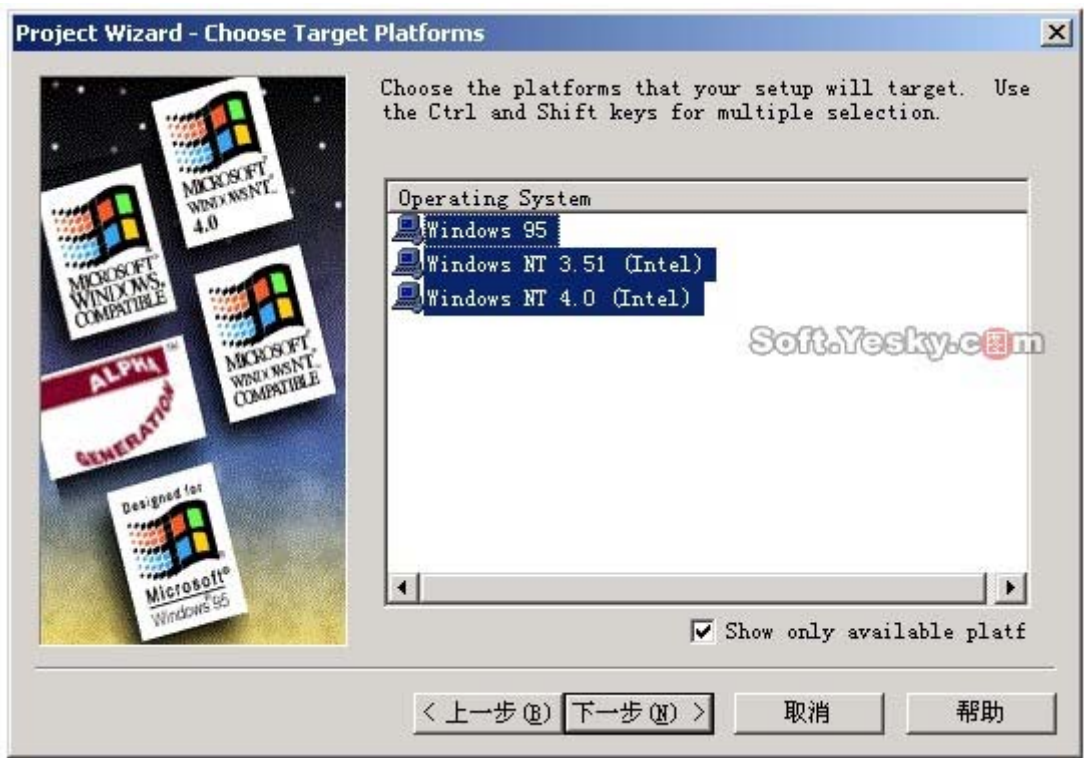 Project Wizard - Choose Target Platforms
Choose the platforms that your setup will target. Use
the Ctrl and Shift keys for multiple selection.
MICROSOFT
WINDOWS NT
4.0
MICROSOFT
WINDOWS
COMPATIBLE
MICROSOFT
WINDOWS NT
COMPATIBLE
ALPHA
GENERATION
Designed for
Microsoft®
Windows 95
Operating System
Windows 95
Windows NT 3.51 (Intel)
Windows NT 4.0 (Intel)
Soft.Yesky.c图m
Show only available platf
< 上一步(B)
下一步(N) >
取消
帮助